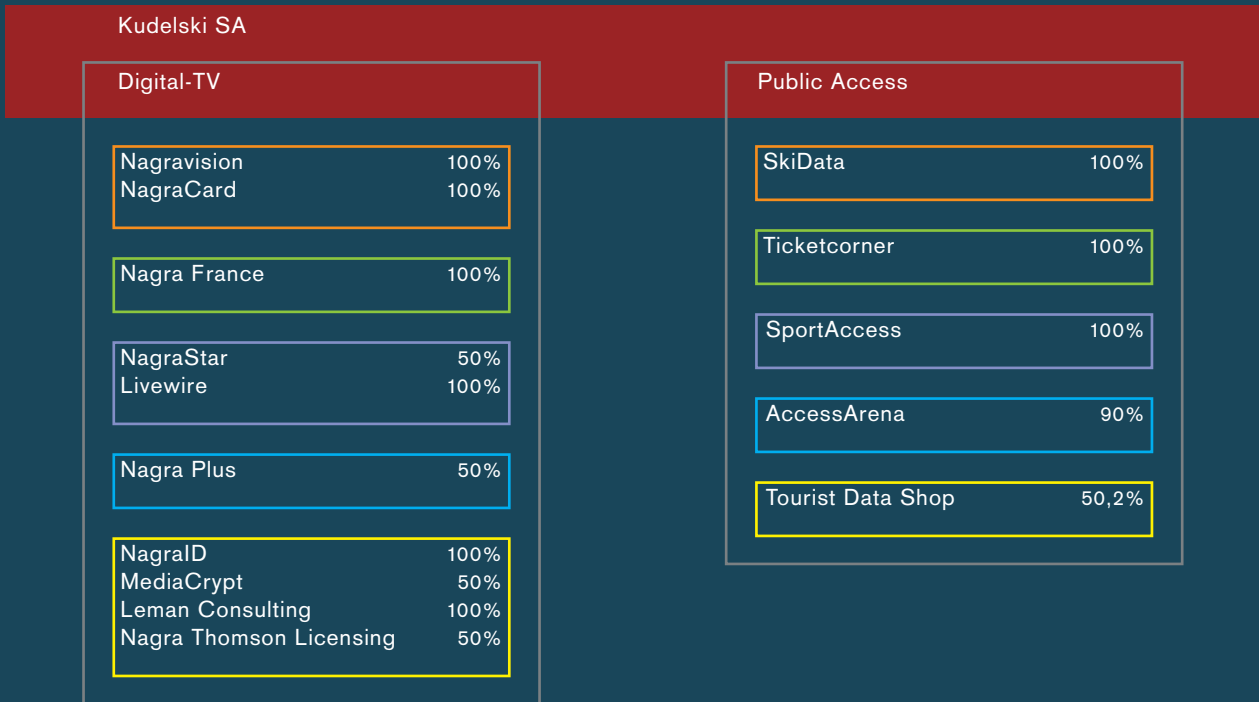 Kudelski SA
Digital-TV
Nagravision 100%
NagraCard 100%
Nagra France 100%
NagraStar 50%
Livewire 100%
Nagra Plus 50%
NagraID 100%
MediaCrypt 50%
Leman Consulting 100%
Nagra Thomson Licensing 50%
Public Access
SkiData 100%
Ticketcorner 100%
SportAccess 100%
AccessArena 90%
Tourist Data Shop 50,2%